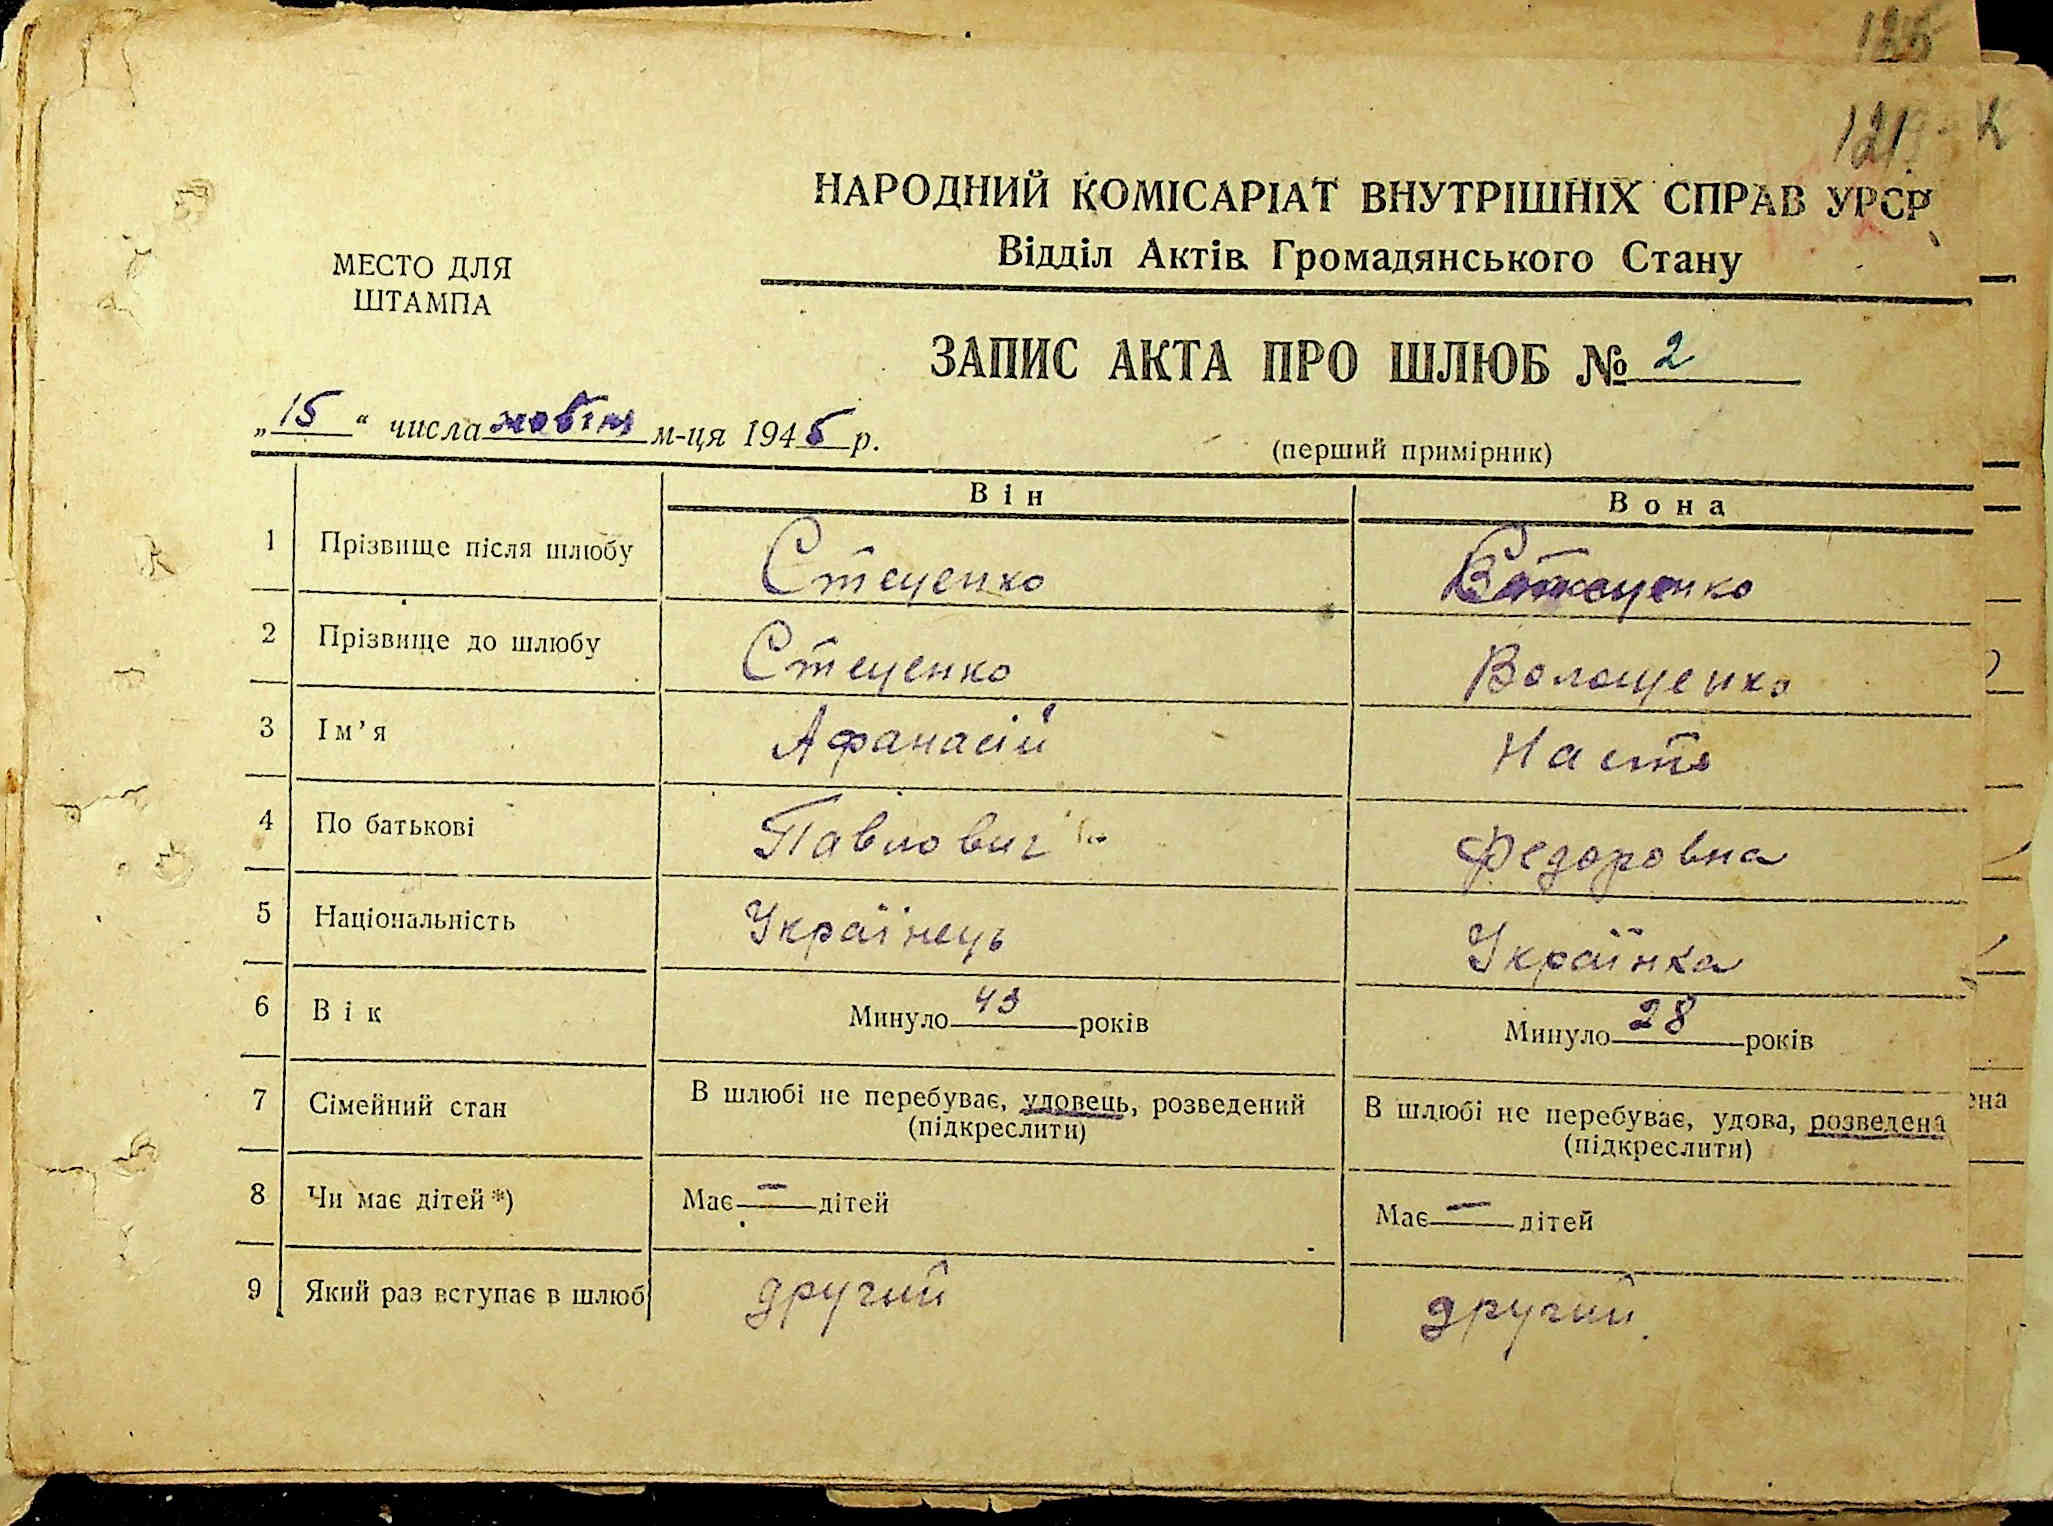 125
121
НАРОДНИЙ КОМІСАРІАТ ВНУТРІШНІХ СПРАВ УРСР
Відділ Актів Громадянського Стану
МЕСТО ДЛЯ
ШТАМПА
ЗАПИС АКТА ПРО ШЛЮБ № 2
„15“ числа м-ця 1945 р.
(перший примірник)
Він Вона
1 Прізвище після шлюбу Стеценко Стеценко
2 Прізвище до шлюбу Стеценко Волощенко
3 Ім’я Афанасій Настя
4 По батькові Павлович Федоровна
5 Національність Українець Українка
6 Вік Минуло 43 років Минуло 28 років
7 Сімейний стан В шлюбі не перебуває, удовець, розведений В шлюбі не перебуває, удова, розведена
(підкреслити) (підкреслити)
8 Чи має дітей *) Має — дітей Має — дітей
9 Який раз вступає в шлюб другий другий.
ена